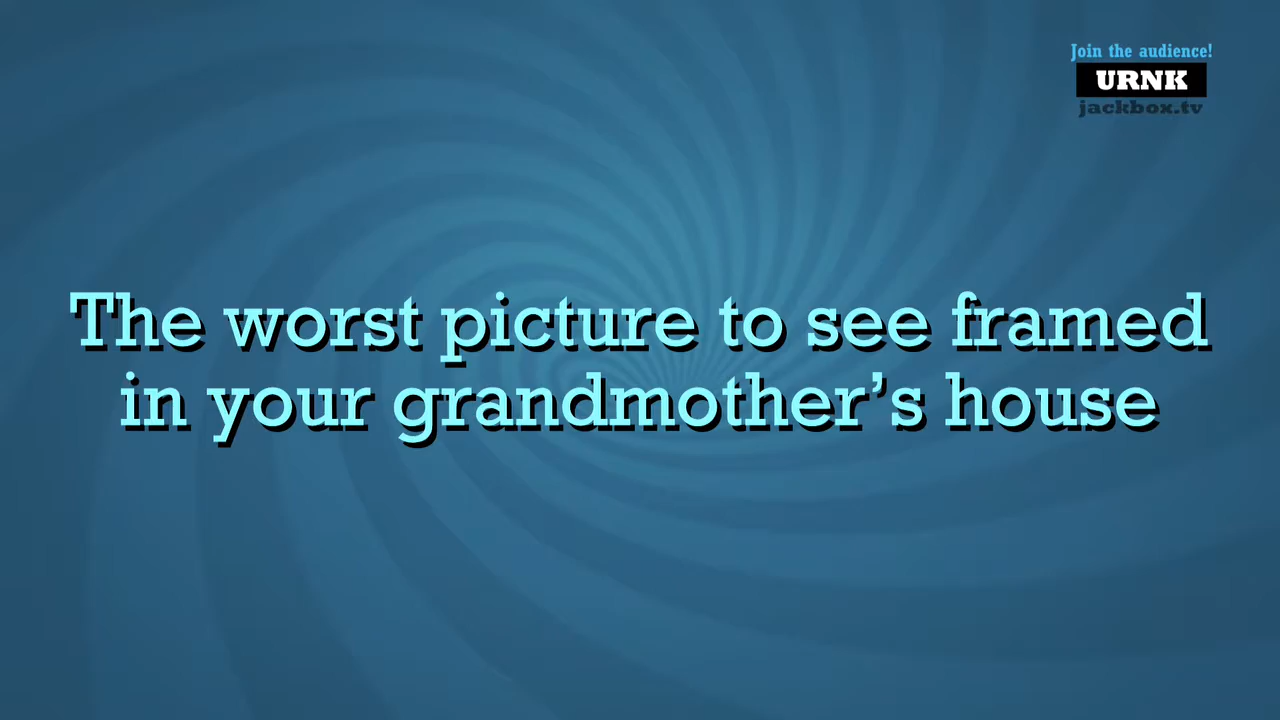 Join the audience!
URNK
jackbox.tv
The worst picture to see framed
in your grandmother’s house